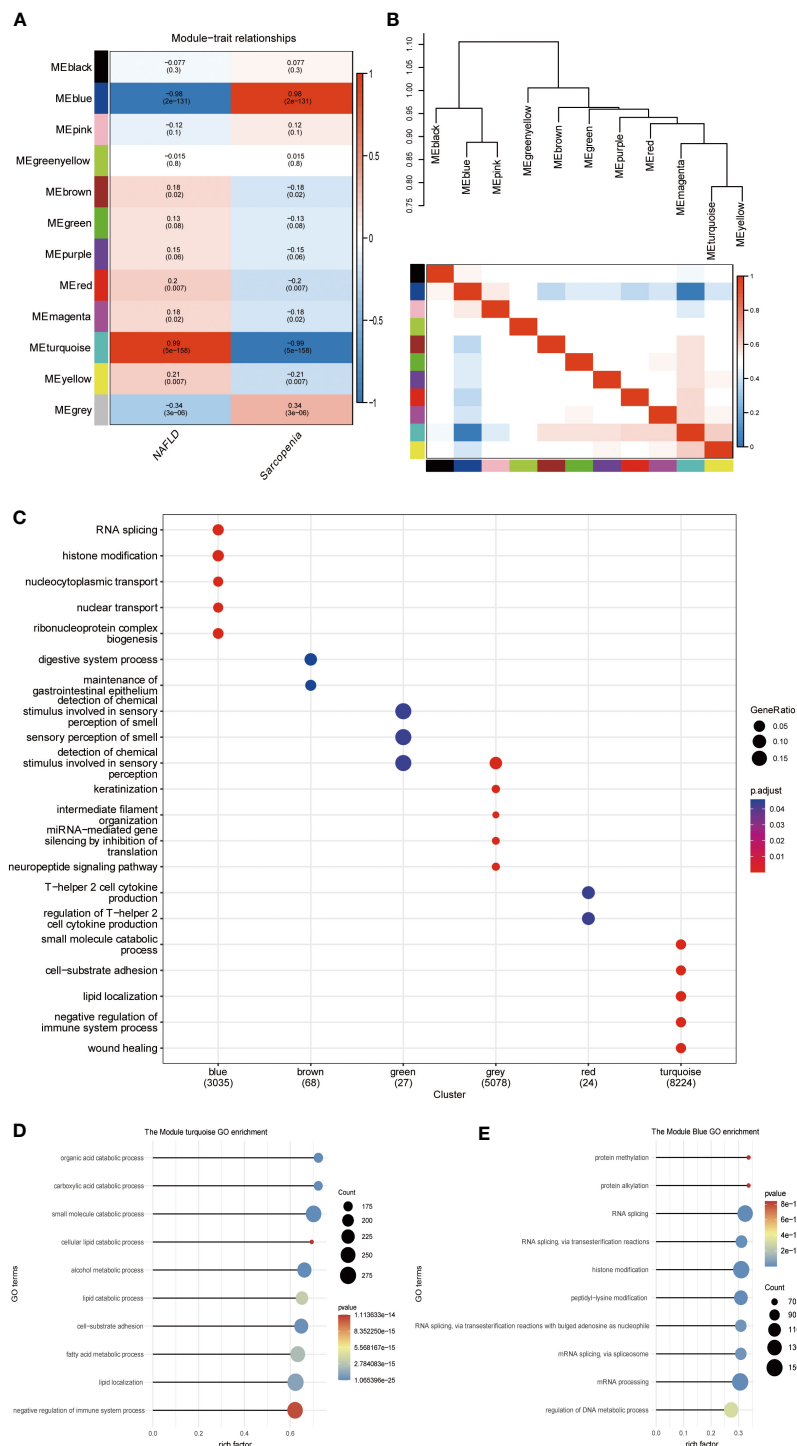 A
Module−trait relationships
MEblack
−0.077
(0.3)
0.077
(0.3)
MEblue
−0.98
(2e−131)
0.98
(2e−131)
MEpink
−0.12
(0.1)
0.12
(0.1)
MEgreenyellow
−0.015
(0.8)
0.015
(0.8)
MEbrown
0.18
(0.02)
−0.18
(0.02)
MEgreen
0.13
(0.08)
−0.13
(0.08)
MEpurple
0.15
(0.06)
−0.15
(0.06)
MEred
0.2
(0.007)
−0.2
(0.007)
MEmagenta
0.18
(0.02)
−0.18
(0.02)
MEturquoise
0.99
(5e−158)
−0.99
(5e−158)
MEyellow
0.21
(0.007)
−0.21
(0.007)
MEgrey
−0.34
(3e−06)
0.34
(3e−06)
NAFLD
Sarcopenia
1
0.5
0
−0.5
−1
B
1.10
1.05
1.00
0.95
0.90
0.85
0.80
0.75
MEblack
MEblue
MEpink
MEgreenyellow
MEbrown
MEgreen
MEpurple
MEred
MEmagenta
MEturquoise
MEyellow
1
0.8
0.6
0.4
0.2
0
C
RNA splicing
histone modification
nucleocytoplasmic transport
nuclear transport
ribonucleoprotein complex
biogenesis
digestive system process
maintenance of
gastrointestinal epithelium
detection of chemical
stimulus involved in sensory
perception of smell
sensory perception of smell
detection of chemical
stimulus involved in sensory
perception
keratinization
intermediate filament
organization
miRNA−mediated gene
silencing by inhibition of
translation
neuropeptide signaling pathway
T−helper 2 cell cytokine
production
regulation of T−helper 2
cell cytokine production
small molecule catabolic
process
cell−substrate adhesion
lipid localization
negative regulation of
immune system process
wound healing
blue
(3035)
brown
(68)
green
(27)
grey
(5078)
red
(24)
turquoise
(8224)
Cluster
GeneRatio
0.05
0.10
0.15
p.adjust
0.04
0.03
0.02
0.01
D
The Module turquoise GO enrichment
GO terms
organic acid catabolic process
carboxylic acid catabolic process
small molecule catabolic process
cellular lipid catabolic process
alcohol metabolic process
lipid catabolic process
cell−substrate adhesion
fatty acid metabolic process
lipid localization
negative regulation of immune system process
0.0
0.2
0.4
0.6
rich factor
Count
175
200
225
250
275
pvalue
1.113633e−14
8.352250e−15
5.568167e−15
2.784083e−15
1.065396e−25
E
The Module Blue GO enrichment
GO terms
protein methylation
protein alkylation
RNA splicing
RNA splicing, via transesterification reactions
histone modification
peptidyl−lysine modification
RNA splicing, via transesterification reactions with bulged adenosine as nucleophile
mRNA splicing, via spliceosome
mRNA processing
regulation of DNA metabolic process
0.0
0.1
0.2
0.3
rich factor
pvalue
8e−1
6e−1
4e−1
2e−1
Count
70
90
11
13
15